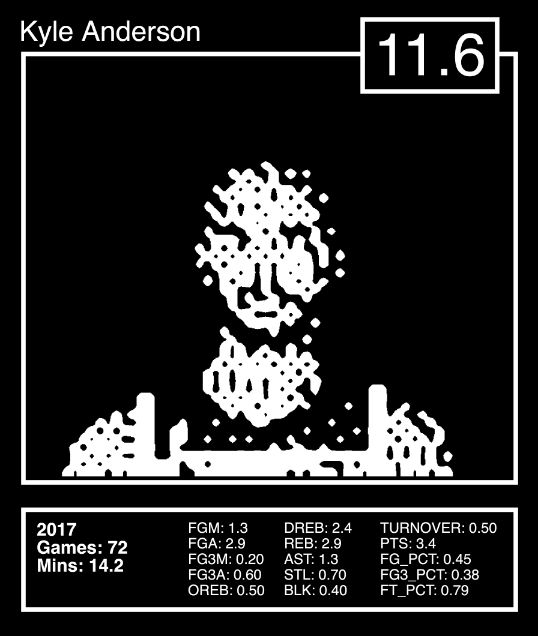 Kyle Anderson
11.6
2017
Games: 72
Mins: 14.2
FGM: 1.3
FGA: 2.9
FG3M: 0.20
FG3A: 0.60
OREB: 0.50
DREB: 2.4
REB: 2.9
AST: 1.3
STL: 0.70
BLK: 0.40
TURNOVER: 0.50
PTS: 3.4
FG_PCT: 0.45
FG3_PCT: 0.38
FT_PCT: 0.79